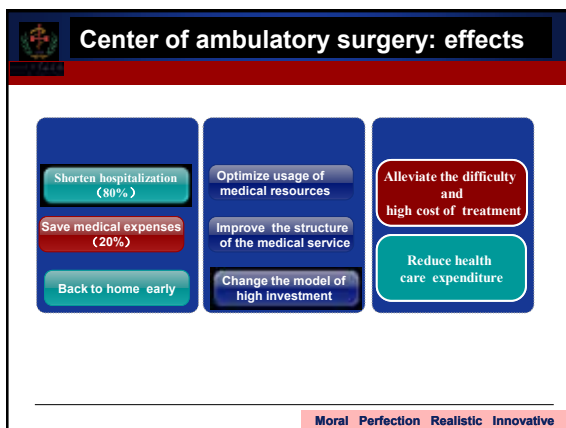 Center of ambulatory surgery: effects
Shorten hospitalization
（80%）
Save medical expenses
（20%）
Back to home early
Optimize usage of
medical resources
Improve the structure
of the medical service
Change the model of
high investment
Alleviate the difficulty
and
high cost of treatment
Reduce health
care expenditure
Moral Perfection Realistic Innovative